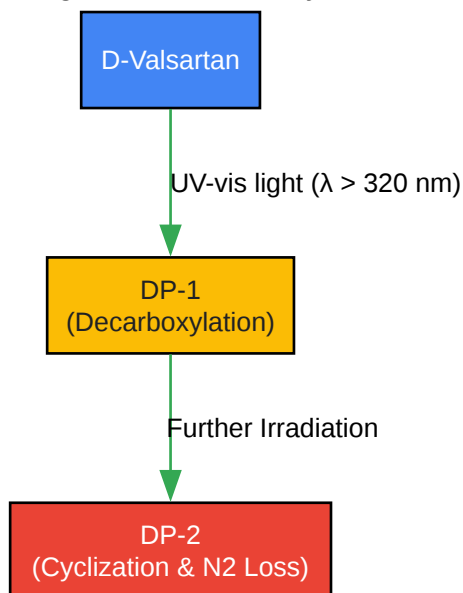 D-Valsartan
UV-vis light (λ > 320 nm)
DP-1
(Decarboxylation)
Further Irradiation
DP-2
(Cyclization & N2 Loss)